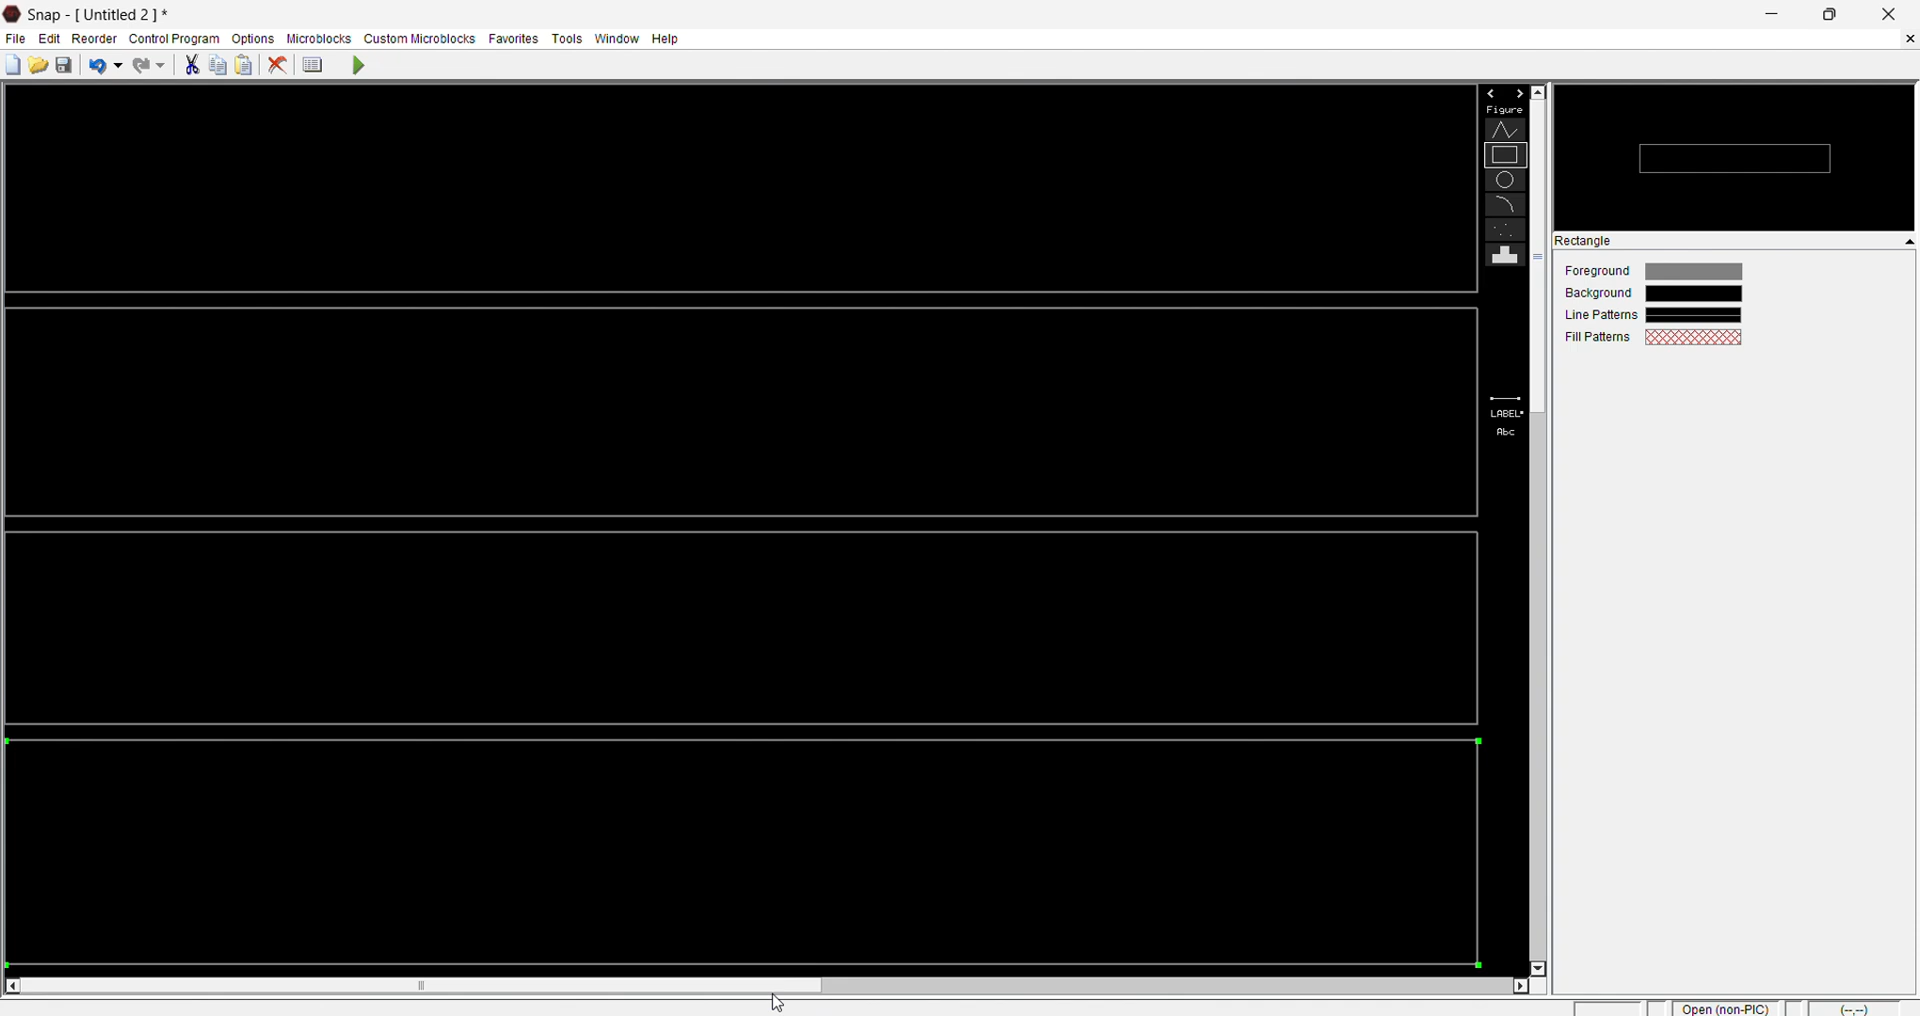 Snap - [ Untitled 2 ] *
File Edit Reorder Control Program Options Microblocks Custom Microblocks Favorites Tools Window Help
Figure
LABEL
Abc
Rectangle
Foreground
Background
Line Patterns
Fill Patterns
Open (non-PIC) (--,--)